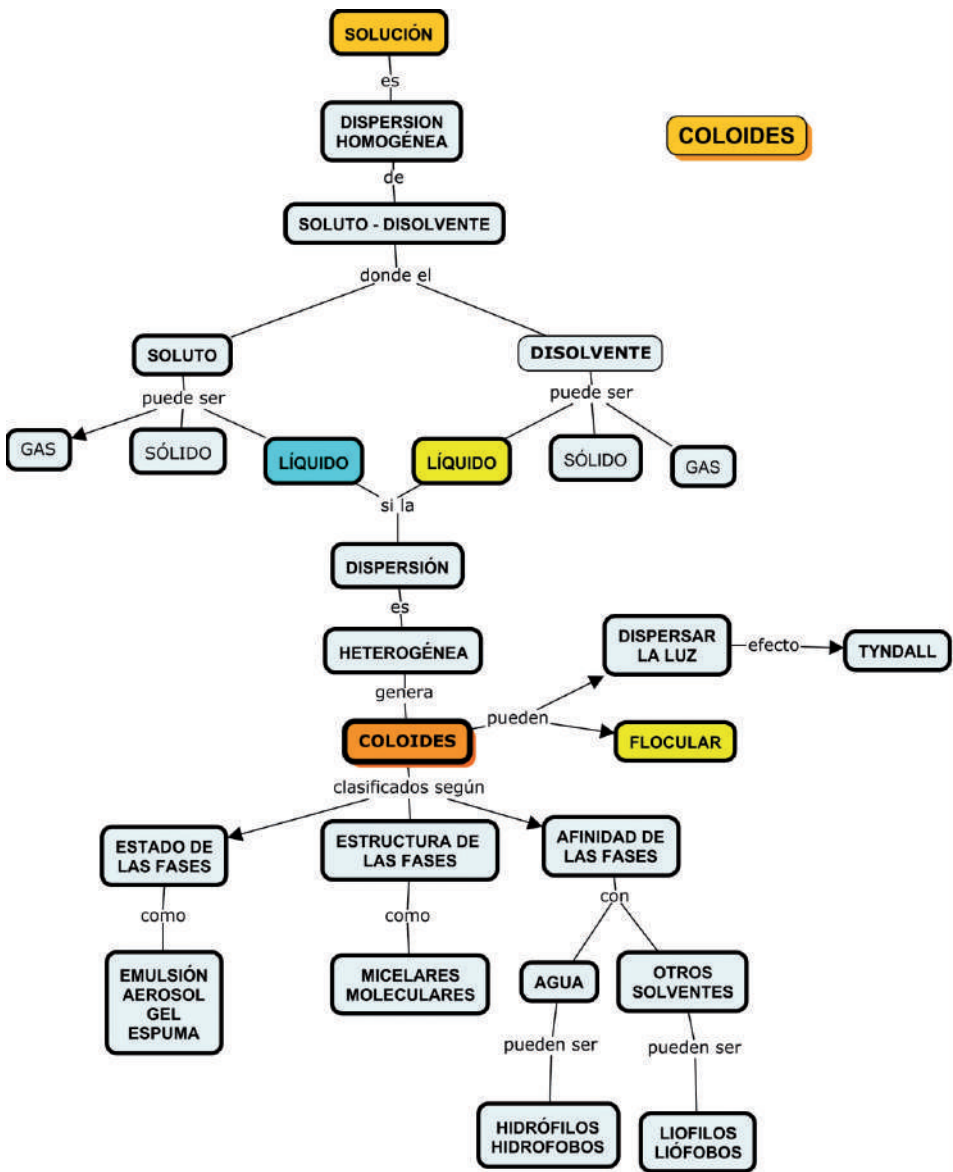 SOLUCIÓN
es
DISPERSION
HOMOGÉNEA
COLOIDES
de
SOLUTO - DISOLVENTE
donde el
SOLUTO
DISOLVENTE
puede ser
puede ser
GAS
SÓLIDO
LÍQUIDO
LÍQUIDO
SÓLIDO
GAS
si la
DISPERSIÓN
es
HETEROGÉNEA
DISPERSAR
LA LUZ
efecto
TYNDALL
genera
pueden
COLOIDES
FLOCULAR
clasificados según
ESTADO DE
LAS FASES
ESTRUCTURA DE
LAS FASES
AFINIDAD DE
LAS FASES
como
como
con
EMULSIÓN
AEROSOL
GEL
ESPUMA
MICELARES
MOLECULARES
AGUA
OTROS
SOLVENTES
pueden ser
pueden ser
HIDRÓFILOS
HIDROFOBOS
LIOFILOS
LIÓFOBOS